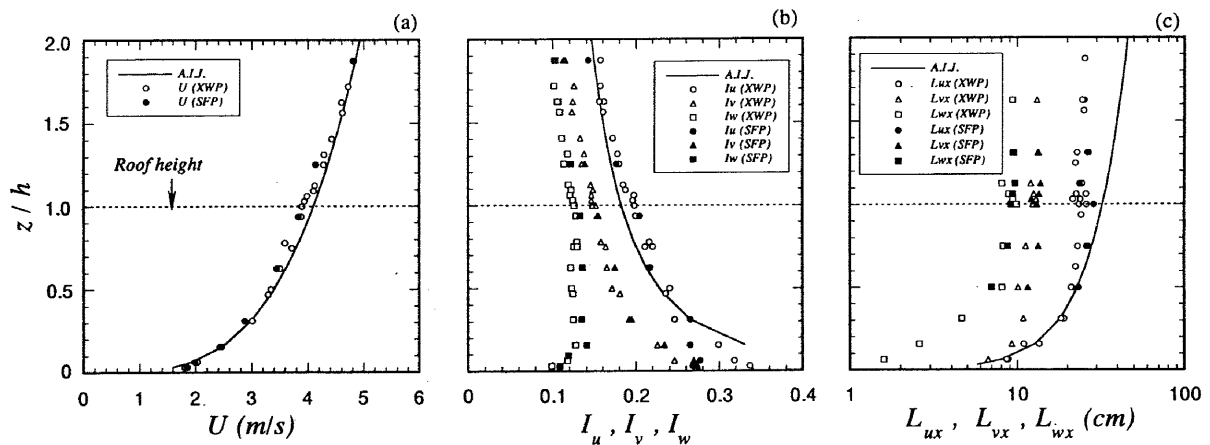 (a)
2.0
1.5
1.0
0.5
0
z / h
A.I.J.
U (XWP)
U (SFP)
Roof height
0 1 2 3 4 5 6
U (m/s)
(b)
A.I.J.
Iu (XWP)
Iv (XWP)
Iw (XWP)
Iu (SFP)
Iv (SFP)
Iw (SFP)
0 0.1 0.2 0.3 0.4
Iu , Iv , Iw
(c)
A.I.J.
Lux (XWP)
Lvx (XWP)
Lwx (XWP)
Lux (SFP)
Lvx (SFP)
Lwx (SFP)
1 10 100
Lux , Lvx , Lwx (cm)